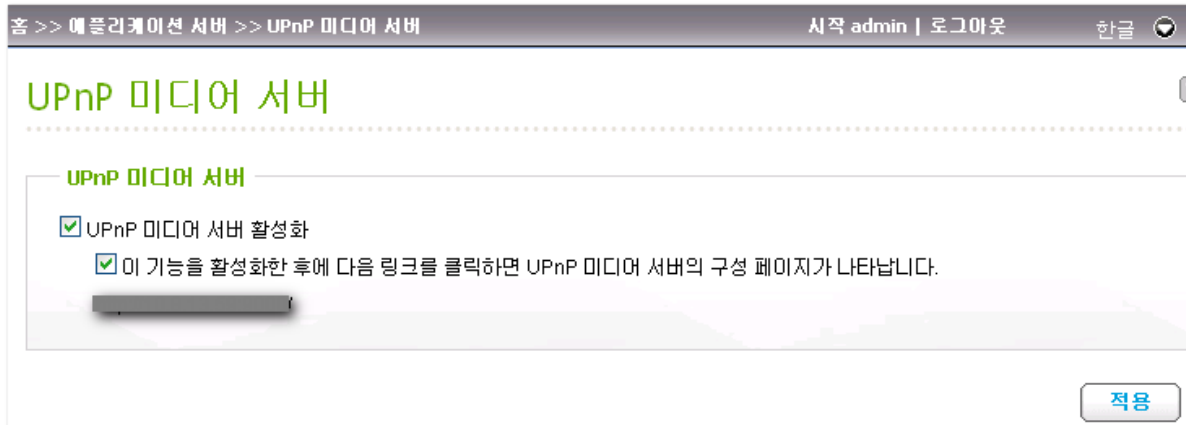 홈 >> 애플리케이션 서버 >> UPnP 미디어 서버 시작 admin | 로그아웃 한글
UPnP 미디어 서버
UPnP 미디어 서버
UPnP 미디어 서버 활성화
이 기능을 활성화한 후에 다음 링크를 클릭하면 UPnP 미디어 서버의 구성 페이지가 나타납니다.
적용